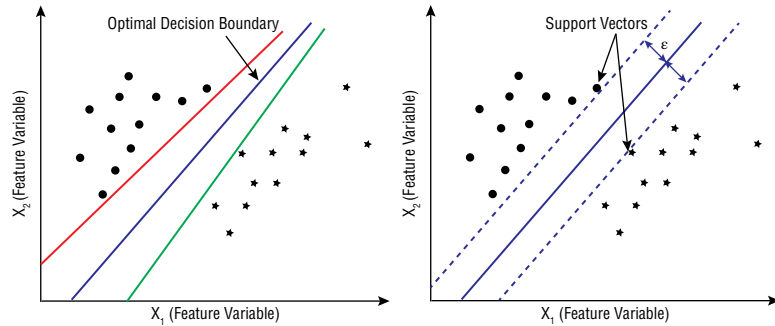 Optimal Decision Boundary
X2 (Feature Variable)
X1 (Feature Variable)
Support Vectors
ε
X2 (Feature Variable)
X1 (Feature Variable)